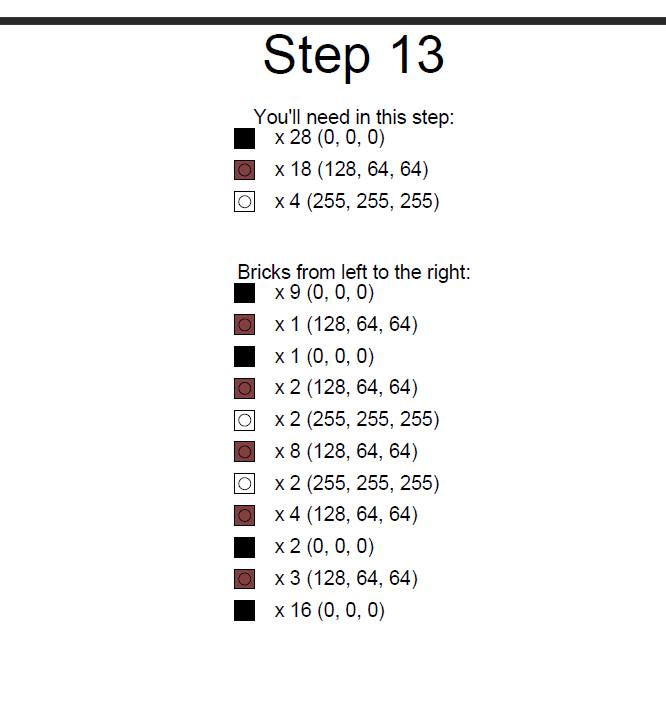 Step 13
You'll need in this step:
x 28 (0, 0, 0)
x 18 (128, 64, 64)
x 4 (255, 255, 255)
Bricks from left to the right:
x 9 (0, 0, 0)
x 1 (128, 64, 64)
x 1 (0, 0, 0)
x 2 (128, 64, 64)
x 2 (255, 255, 255)
x 8 (128, 64, 64)
x 2 (255, 255, 255)
x 4 (128, 64, 64)
x 2 (0, 0, 0)
x 3 (128, 64, 64)
x 16 (0, 0, 0)